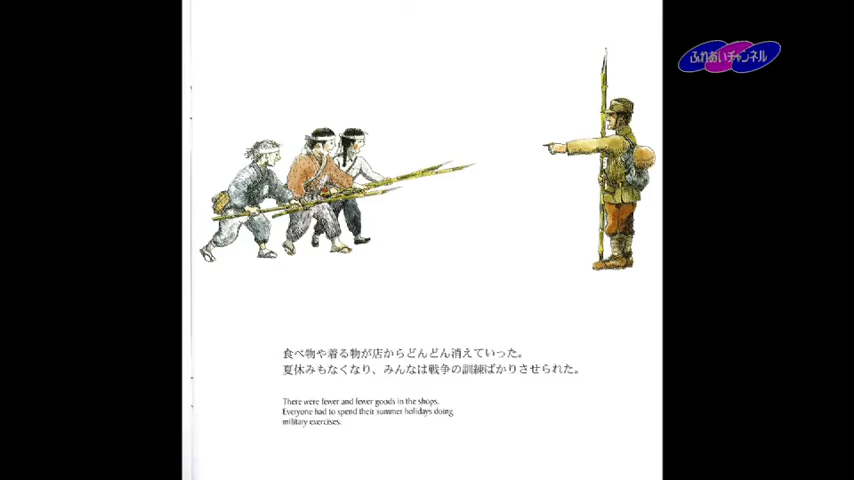 ふれあいチャンネル
食べ物や着る物が店からどんどん消えていった。
夏休みもなくなり、みんなは戦争の訓練ばかりさせられた。
There were fewer and fewer goods in the shops.
Everyone had to spend their summer holidays doing
military exercises.